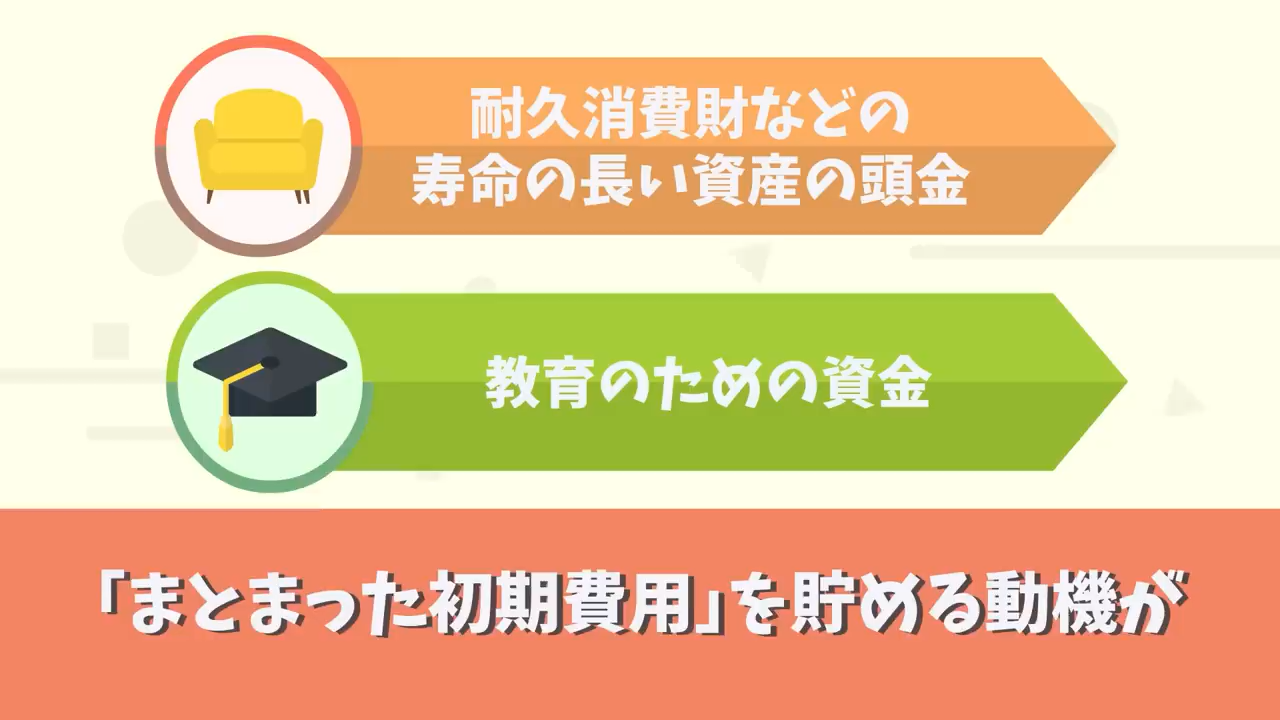 耐久消費財などの
寿命の長い資産の頭金
教育のための資金
「まとまった初期費用」を貯める動機が